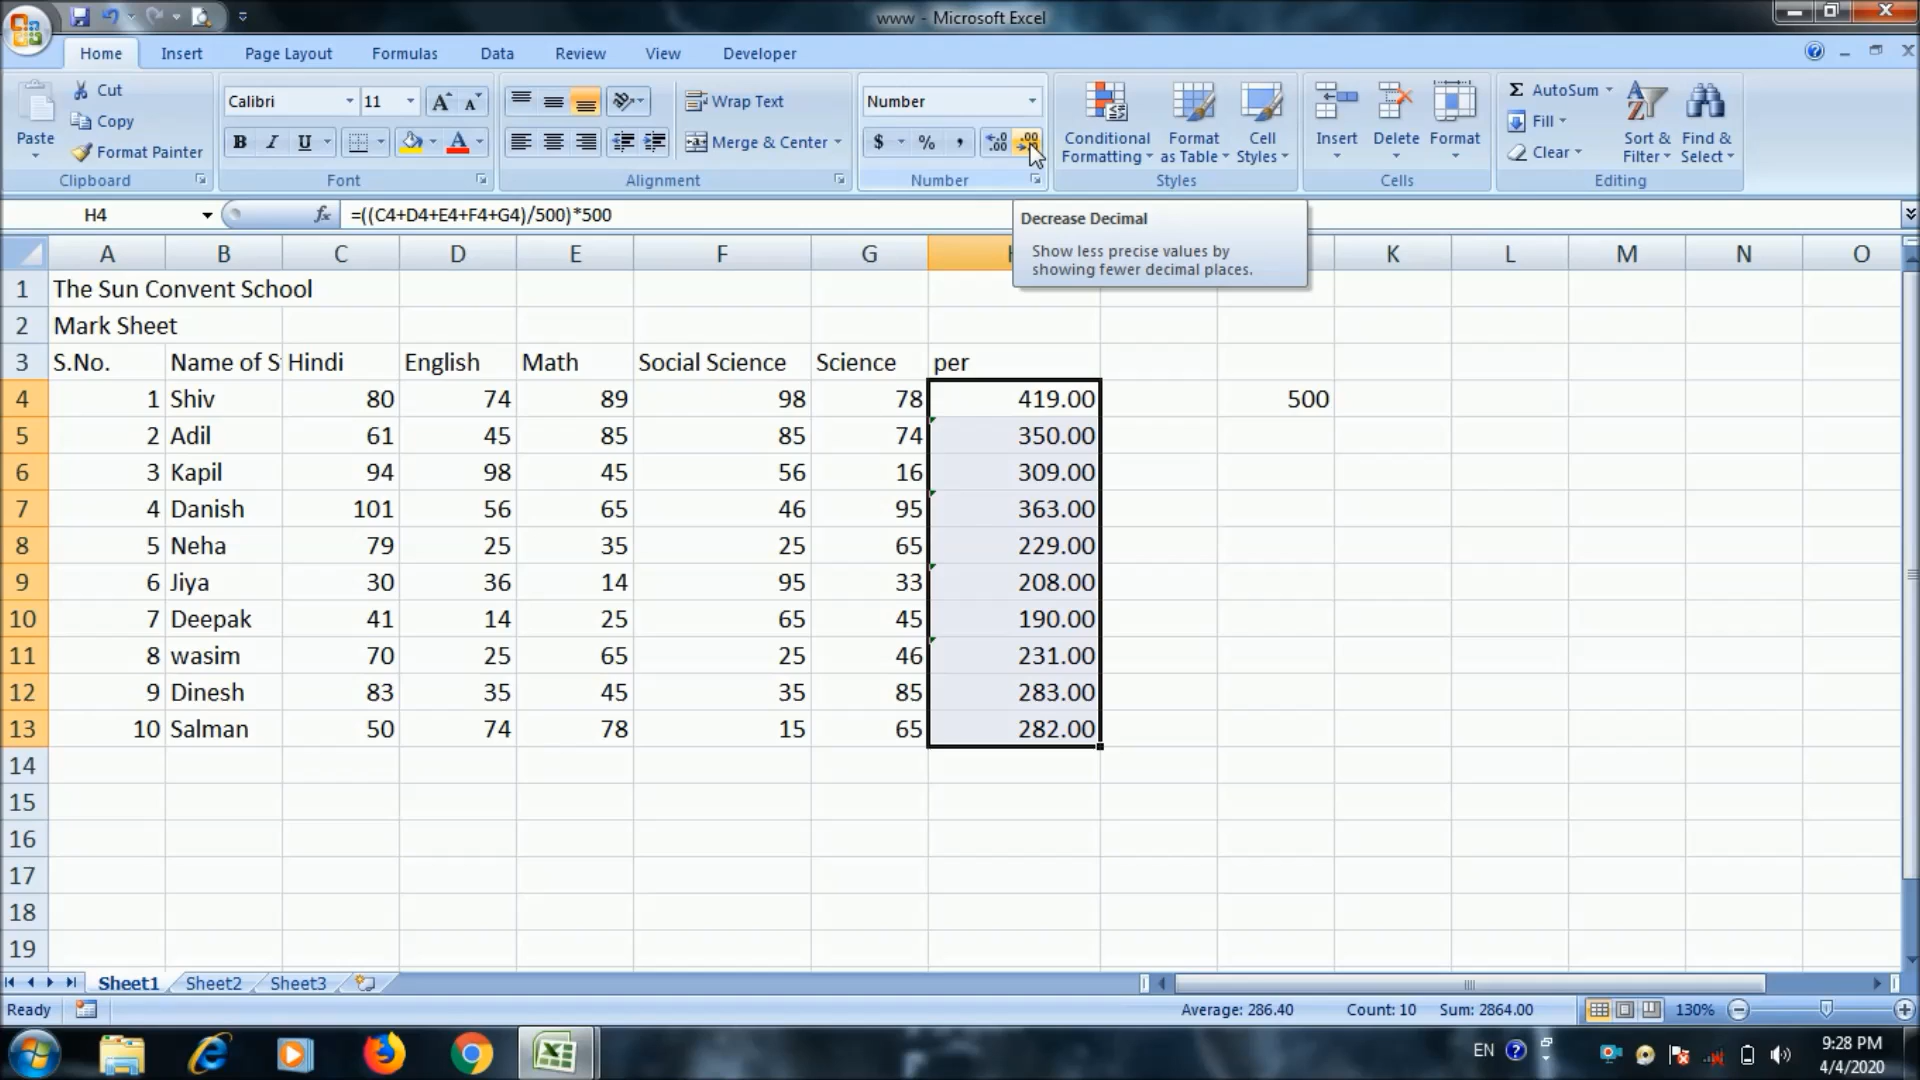 www - Microsoft Excel
Home Insert Page Layout Formulas Data Review View Developer
Cut
Copy
Format Painter
Paste
Clipboard
Calibri 11
B I U
Font
Wrap Text
Merge & Center
Alignment
Number
$ % ,
Number
Conditional Formatting
Format as Table
Cell Styles
Styles
Insert Delete Format
Cells
Σ AutoSum
Fill
Clear
Sort & Filter
Find & Select
Editing
H4 fx =((C4+D4+E4+F4+G4)/500)*500
Decrease Decimal
Show less precise values by
showing fewer decimal places.
A B C D E F G H K L M N O
1 The Sun Convent School
2 Mark Sheet
3 S.No. Name of S Hindi English Math Social Science Science per
4 1 Shiv 80 74 89 98 78 419.00 500
5 2 Adil 61 45 85 85 74 350.00
6 3 Kapil 94 98 45 56 16 309.00
7 4 Danish 101 56 65 46 95 363.00
8 5 Neha 79 25 35 25 65 229.00
9 6 Jiya 30 36 14 95 33 208.00
10 7 Deepak 41 14 25 65 45 190.00
11 8 wasim 70 25 65 25 46 231.00
12 9 Dinesh 83 35 45 35 85 283.00
13 10 Salman 50 74 78 15 65 282.00
14
15
16
17
18
19
Sheet1 Sheet2 Sheet3
Ready Average: 286.40 Count: 10 Sum: 2864.00 130%
EN 9:28 PM
4/4/2020